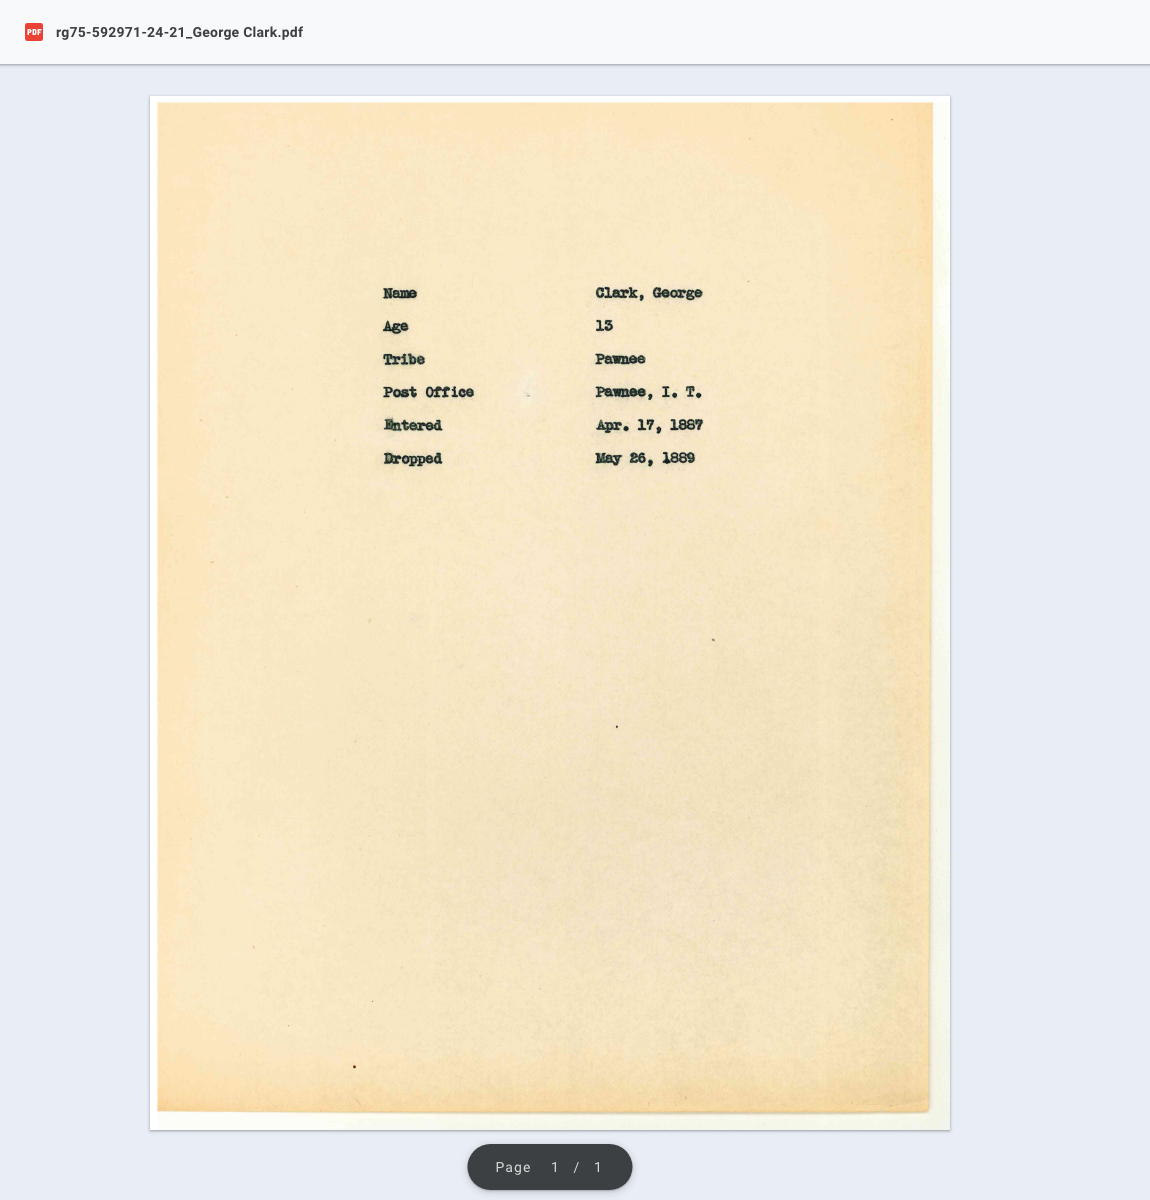 PDF rg75-592971-24-21_George Clark.pdf
Name Clark, George
Age 13
Tribe Pawnee
Post Office Pawnee, I. T.
Entered Apr. 17, 1887
Dropped May 26, 1889
Page 1 / 1